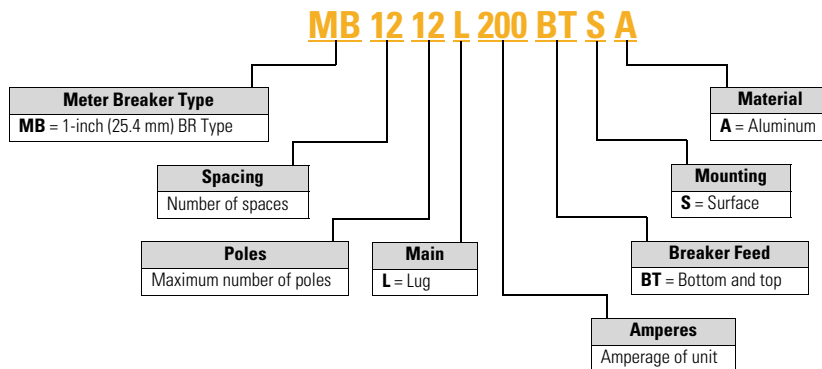 MB 12 12 L 200 BT S A
Meter Breaker Type
MB = 1-inch (25.4 mm) BR Type
Material
A = Aluminum
Spacing
Number of spaces
Mounting
S = Surface
Poles
Maximum number of poles
Main
L = Lug
Breaker Feed
BT = Bottom and top
Amperes
Amperage of unit